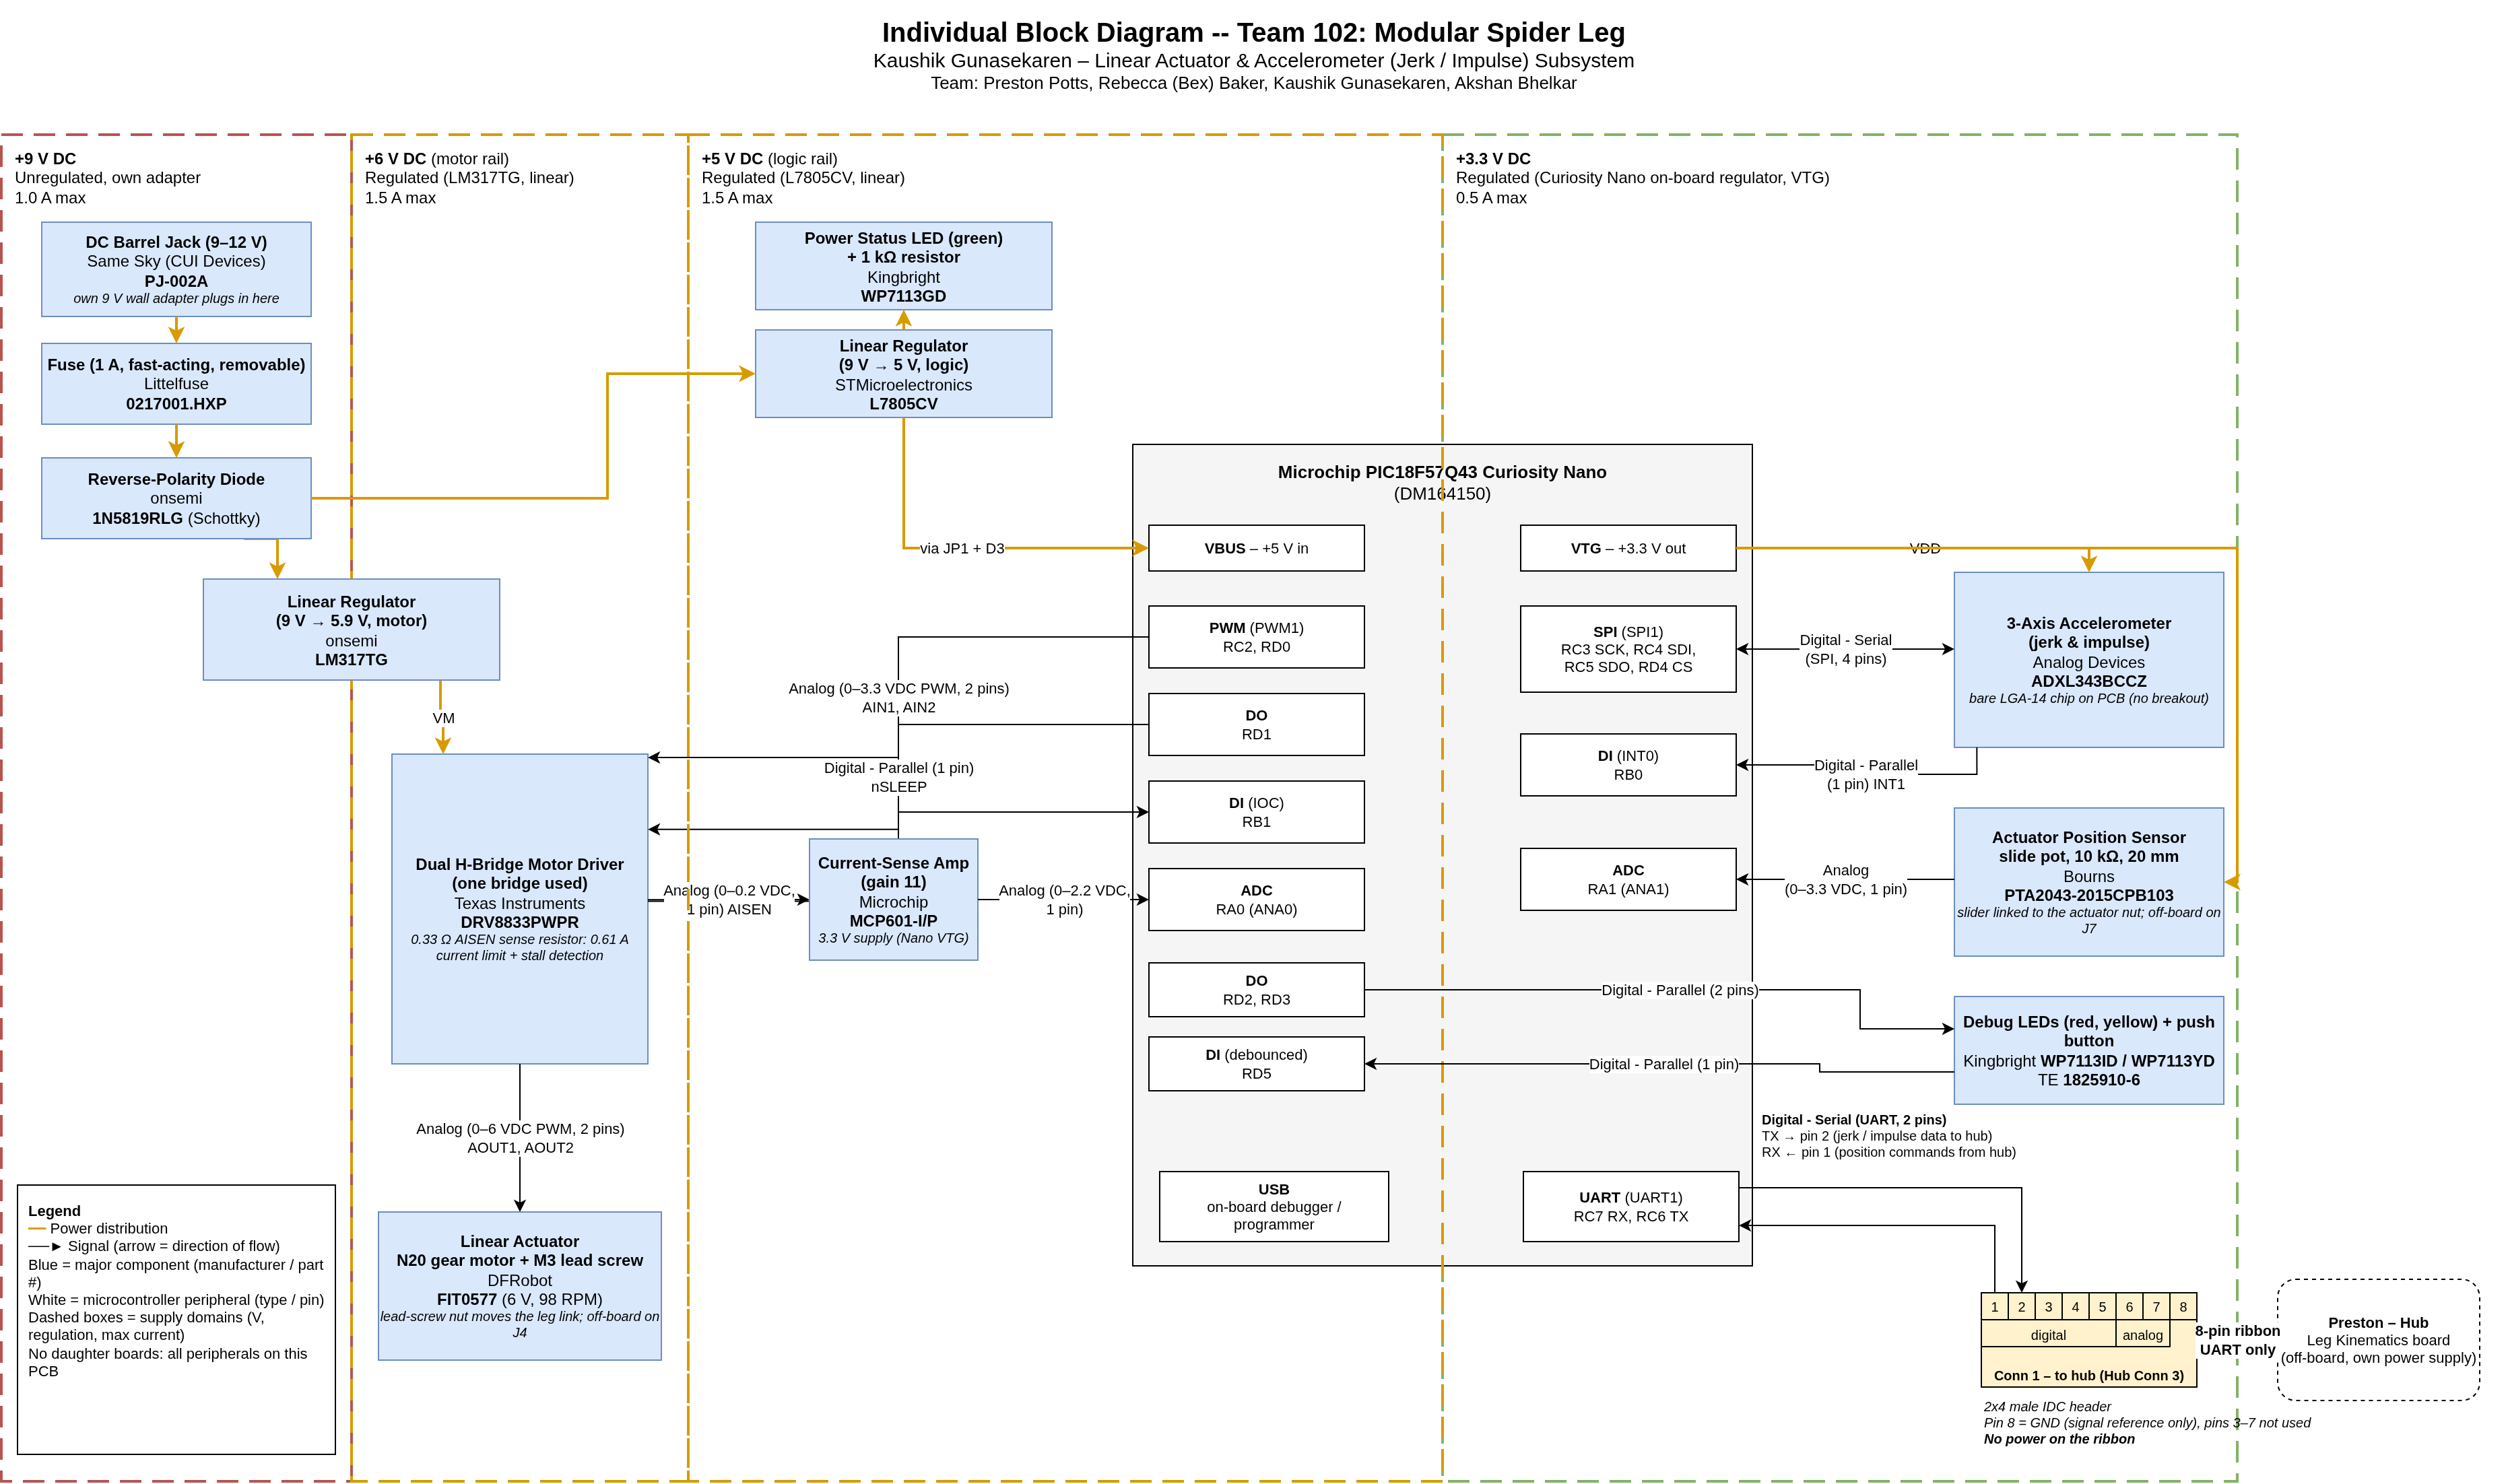 Individual Block Diagram -- Team 102: Modular Spider Leg
Kaushik Gunasekaren – Linear Actuator & Accelerometer (Jerk / Impulse) Subsystem
Team: Preston Potts, Rebecca (Bex) Baker, Kaushik Gunasekaren, Akshan Bhelkar
+9 V DC
Unregulated, own adapter
1.0 A max
+6 V DC (motor rail)
Regulated (LM317TG, linear)
1.5 A max
+5 V DC (logic rail)
Regulated (L7805CV, linear)
1.5 A max
+3.3 V DC
Regulated (Curiosity Nano on-board regulator, VTG)
0.5 A max
DC Barrel Jack (9–12 V)
Same Sky (CUI Devices)
PJ-002A
own 9 V wall adapter plugs in here
Fuse (1 A, fast-acting, removable)
Littelfuse
0217001.HXP
Reverse-Polarity Diode
onsemi
1N5819RLG (Schottky)
Linear Regulator
(9 V → 5.9 V, motor)
onsemi
LM317TG
VM
Power Status LED (green)
+ 1 kΩ resistor
Kingbright
WP7113GD
Linear Regulator
(9 V → 5 V, logic)
STMicroelectronics
L7805CV
via JP1 + D3
Microchip PIC18F57Q43 Curiosity Nano
(DM164150)
VBUS – +5 V in
VTG – +3.3 V out
VDD
PWM (PWM1)
RC2, RD0
SPI (SPI1)
RC3 SCK, RC4 SDI,
RC5 SDO, RD4 CS
Digital - Serial
(SPI, 4 pins)
3-Axis Accelerometer
(jerk & impulse)
Analog Devices
ADXL343BCCZ
bare LGA-14 chip on PCB (no breakout)
Analog (0–3.3 VDC PWM, 2 pins)
AIN1, AIN2
DO
RD1
DI (INT0)
RB0
Digital - Parallel
(1 pin) INT1
Digital - Parallel (1 pin)
nSLEEP
DI (IOC)
RB1
Dual H-Bridge Motor Driver
(one bridge used)
Texas Instruments
DRV8833PWPR
0.33 Ω AISEN sense resistor: 0.61 A
current limit + stall detection
Analog (0–0.2 VDC,
1 pin) AISEN
Current-Sense Amp
(gain 11)
Microchip
MCP601-I/P
3.3 V supply (Nano VTG)
Analog (0–2.2 VDC,
1 pin)
ADC
RA0 (ANA0)
ADC
RA1 (ANA1)
Analog
(0–3.3 VDC, 1 pin)
Actuator Position Sensor
slide pot, 10 kΩ, 20 mm
Bourns
PTA2043-2015CPB103
slider linked to the actuator nut; off-board on
J7
DO
RD2, RD3
Digital - Parallel (2 pins)
DI (debounced)
RD5
Digital - Parallel (1 pin)
Debug LEDs (red, yellow) + push
button
Kingbright WP7113ID / WP7113YD
TE 1825910-6
Analog (0–6 VDC PWM, 2 pins)
AOUT1, AOUT2
Digital - Serial (UART, 2 pins)
TX → pin 2 (jerk / impulse data to hub)
RX ← pin 1 (position commands from hub)
USB
on-board debugger /
programmer
UART (UART1)
RC7 RX, RC6 TX
Linear Actuator
N20 gear motor + M3 lead screw
DFRobot
FIT0577 (6 V, 98 RPM)
lead-screw nut moves the leg link; off-board on
J4
Legend
Power distribution
Signal (arrow = direction of flow)
Blue = major component (manufacturer / part
#)
White = microcontroller peripheral (type / pin)
Dashed boxes = supply domains (V,
regulation, max current)
No daughter boards: all peripherals on this
PCB
1 2 3 4 5 6 7 8
digital analog
Conn 1 – to hub (Hub Conn 3)
8-pin ribbon
UART only
Preston – Hub
Leg Kinematics board
(off-board, own power supply)
2x4 male IDC header
Pin 8 = GND (signal reference only), pins 3–7 not used
No power on the ribbon